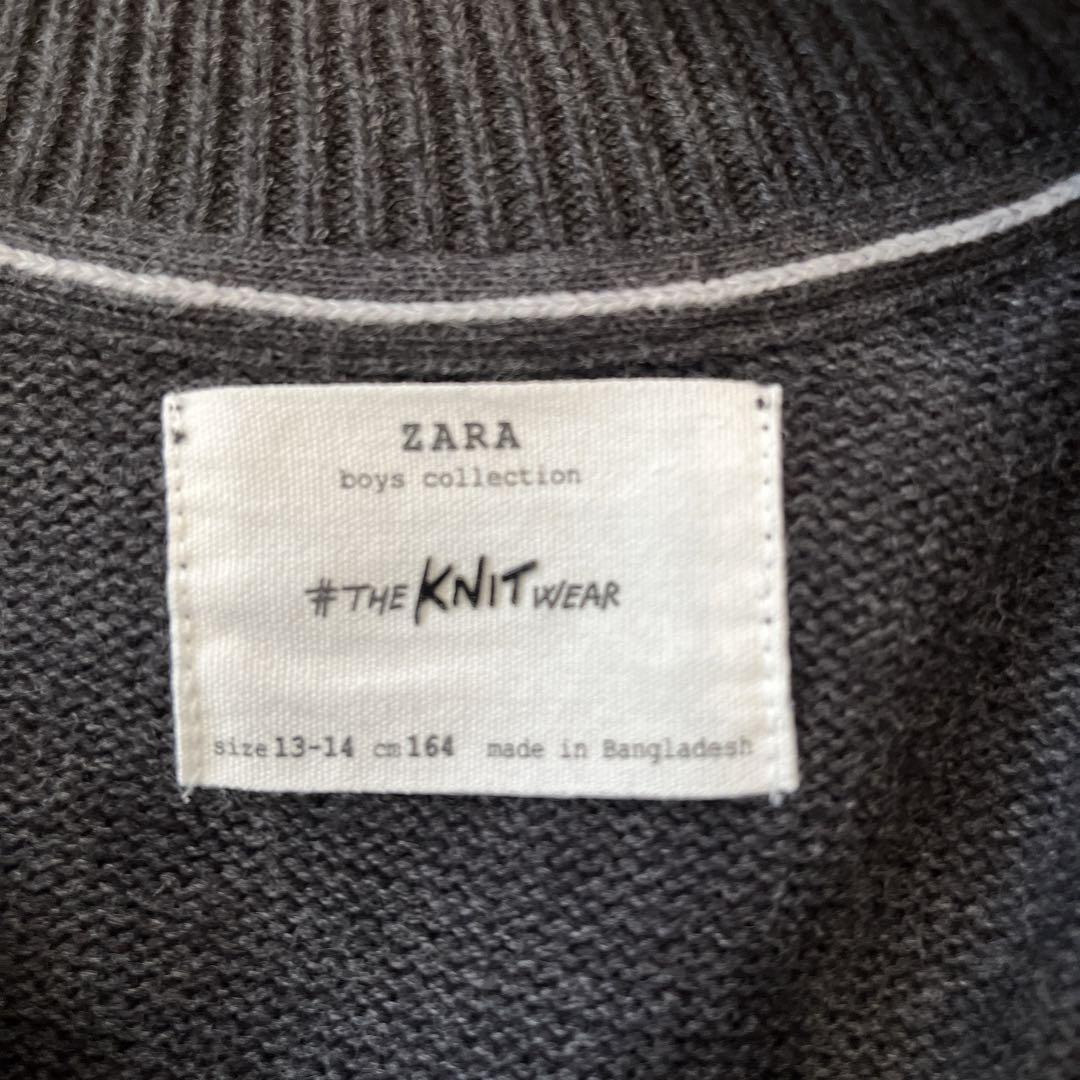 ZARA
boys collection
#THE KNIT WEAR
size 13-14 cm 164 made in Bangladesh